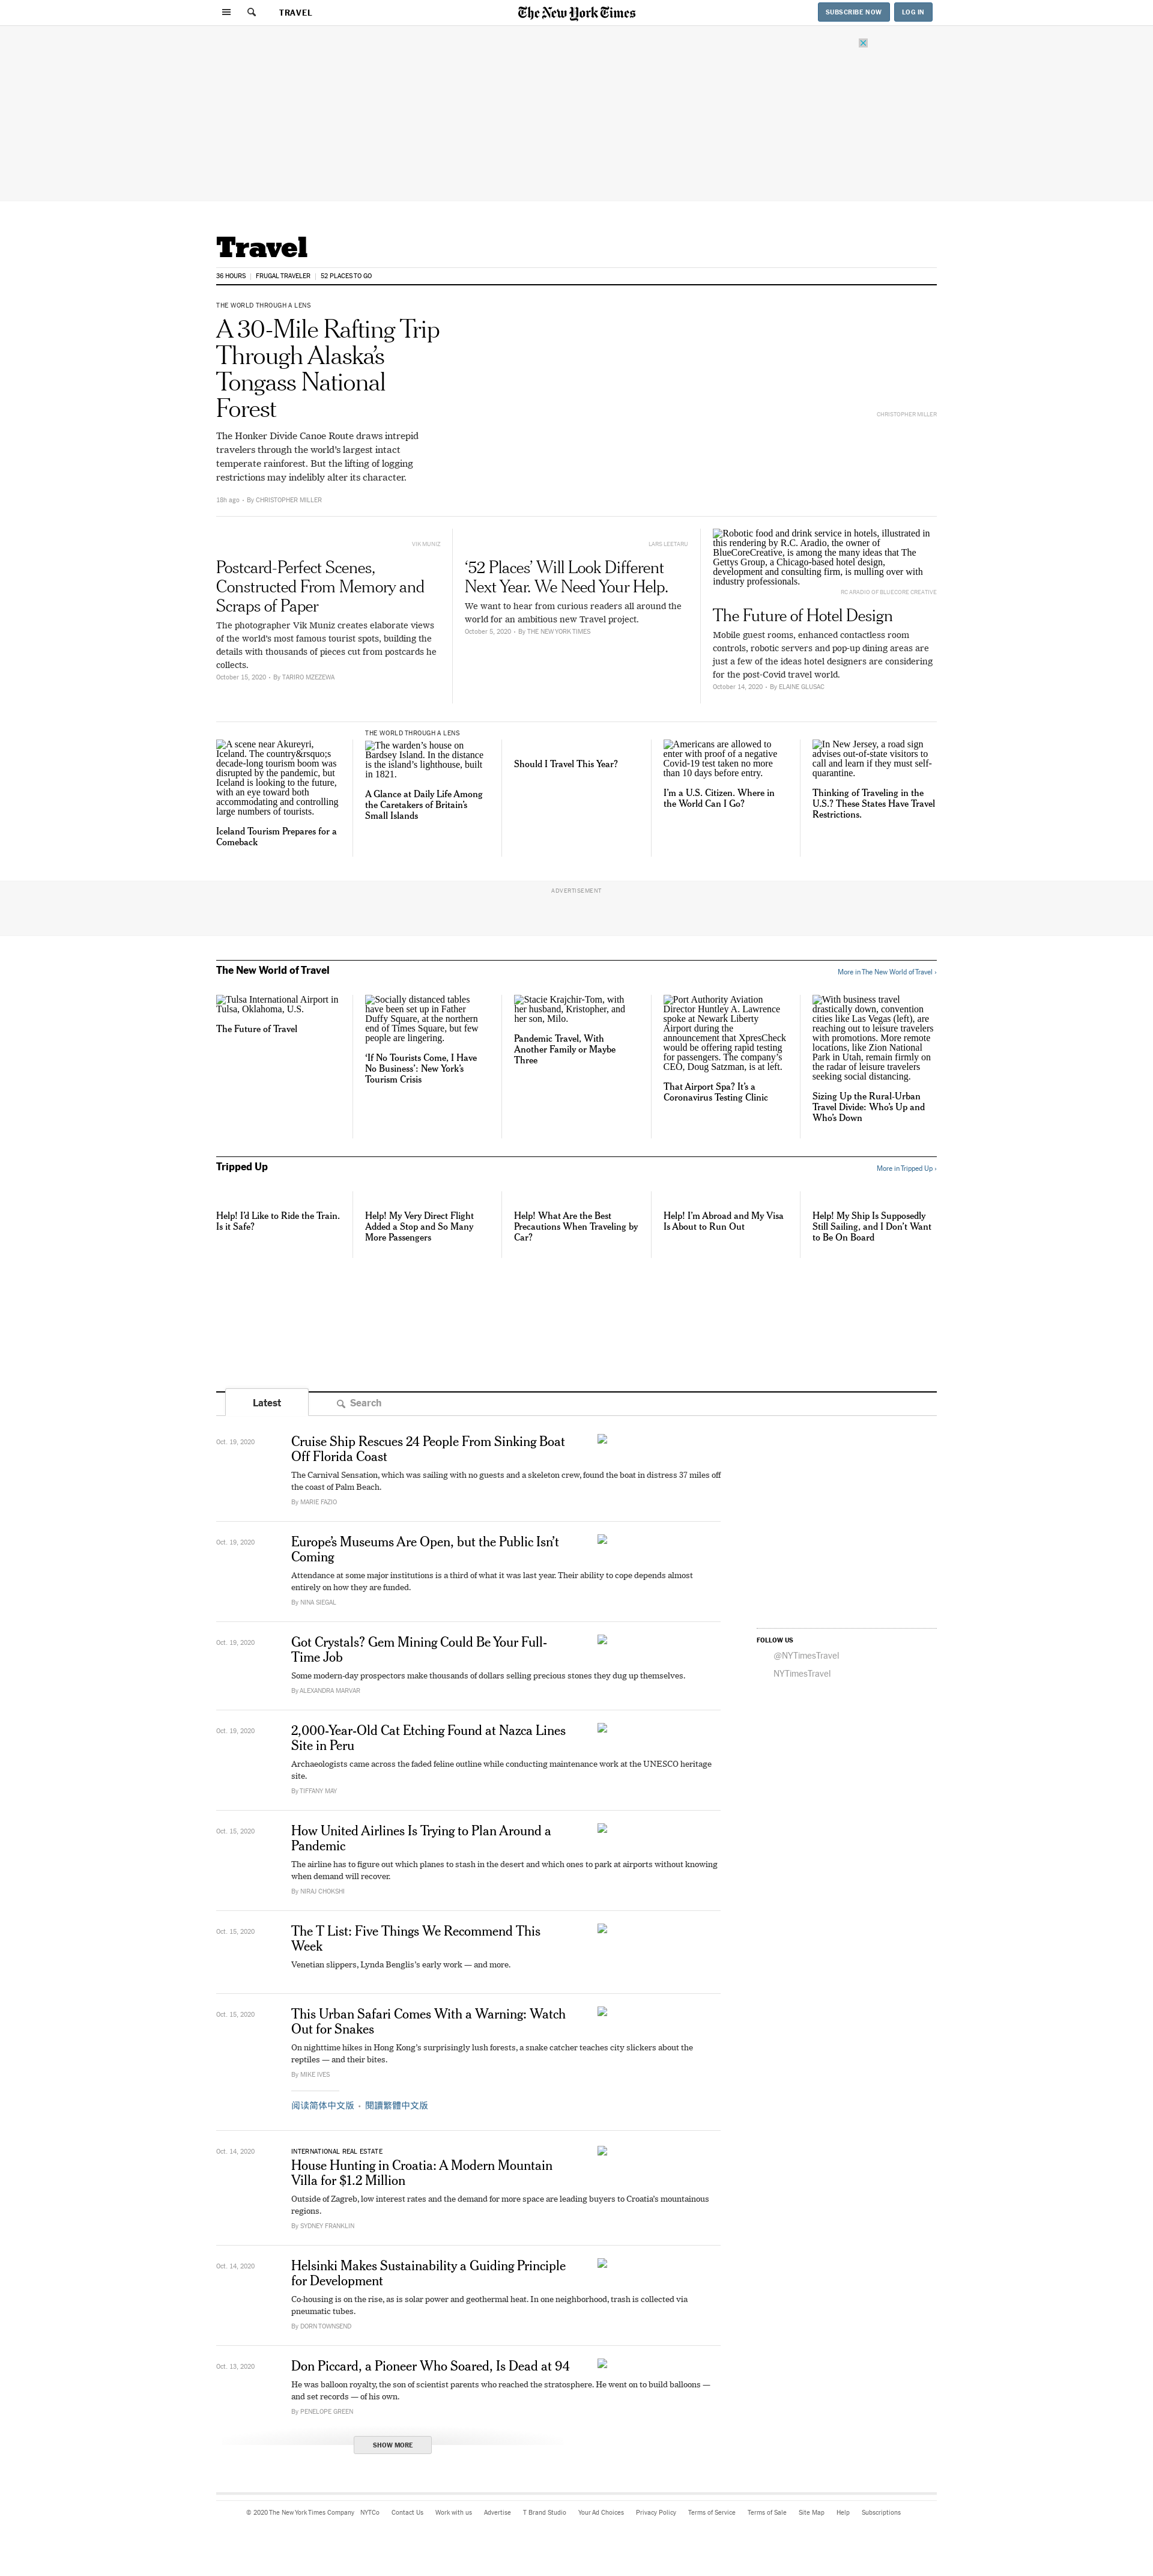 TRAVEL
The New York Times
SUBSCRIBE NOW
LOG IN
Travel
36 HOURS
FRUGAL TRAVELER
52 PLACES TO GO
THE WORLD THROUGH A LENS
A 30-Mile Rafting Trip
Through Alaska’s
Tongass National
Forest
CHRISTOPHER MILLER
The Honker Divide Canoe Route draws intrepid
travelers through the world’s largest intact
temperate rainforest. But the lifting of logging
restrictions may indelibly alter its character.
18h ago • By CHRISTOPHER MILLER
VIK MUNIZ
Postcard-Perfect Scenes,
Constructed From Memory and
Scraps of Paper
The photographer Vik Muniz creates elaborate views
of the world’s most famous tourist spots, building the
details with thousands of pieces cut from postcards he
collects.
October 15, 2020 • By TARIRO MZEZEWA
LARS LEETARU
‘52 Places’ Will Look Different
Next Year. We Need Your Help.
We want to hear from curious readers all around the
world for an ambitious new Travel project.
October 5, 2020 • By THE NEW YORK TIMES
Robotic food and drink service in hotels, illustrated in
this rendering by R.C. Aradio, the owner of
BlueCoreCreative, is among the many ideas that The
Gettys Group, a Chicago-based hotel design,
development and consulting firm, is mulling over with
industry professionals.
RC ARADIO OF BLUECORE CREATIVE
The Future of Hotel Design
Mobile guest rooms, enhanced contactless room
controls, robotic servers and pop-up dining areas are
just a few of the ideas hotel designers are considering
for the post-Covid travel world.
October 14, 2020 • By ELAINE GLUSAC
A scene near Akureyri,
Iceland. The country&rsquo;s
decade-long tourism boom was
disrupted by the pandemic, but
Iceland is looking to the future,
with an eye toward both
accommodating and controlling
large numbers of tourists.
Iceland Tourism Prepares for a
Comeback
THE WORLD THROUGH A LENS
The warden’s house on
Bardsey Island. In the distance
is the island’s lighthouse, built
in 1821.
A Glance at Daily Life Among
the Caretakers of Britain’s
Small Islands
Should I Travel This Year?
Americans are allowed to
enter with proof of a negative
Covid-19 test taken no more
than 10 days before entry.
I’m a U.S. Citizen. Where in
the World Can I Go?
In New Jersey, a road sign
advises out-of-state visitors to
call and learn if they must self-
quarantine.
Thinking of Traveling in the
U.S.? These States Have Travel
Restrictions.
ADVERTISEMENT
The New World of Travel
More in The New World of Travel ›
Tulsa International Airport in
Tulsa, Oklahoma, U.S.
The Future of Travel
Socially distanced tables
have been set up in Father
Duffy Square, at the northern
end of Times Square, but few
people are lingering.
‘If No Tourists Come, I Have
No Business’: New York’s
Tourism Crisis
Stacie Krajchir-Tom, with
her husband, Kristopher, and
her son, Milo.
Pandemic Travel, With
Another Family or Maybe
Three
Port Authority Aviation
Director Huntley A. Lawrence
spoke at Newark Liberty
Airport during the
announcement that XpresCheck
would be offering rapid testing
for passengers. The company’s
CEO, Doug Satzman, is at left.
That Airport Spa? It’s a
Coronavirus Testing Clinic
With business travel
drastically down, convention
cities like Las Vegas (left), are
reaching out to leisure travelers
with promotions. More remote
locations, like Zion National
Park in Utah, remain firmly on
the radar of leisure travelers
seeking social distancing.
Sizing Up the Rural-Urban
Travel Divide: Who’s Up and
Who’s Down
Tripped Up
More in Tripped Up ›
Help! I’d Like to Ride the Train.
Is it Safe?
Help! My Very Direct Flight
Added a Stop and So Many
More Passengers
Help! What Are the Best
Precautions When Traveling by
Car?
Help! I’m Abroad and My Visa
Is About to Run Out
Help! My Ship Is Supposedly
Still Sailing, and I Don’t Want
to Be On Board
Latest
Search
Oct. 19, 2020
Cruise Ship Rescues 24 People From Sinking Boat
Off Florida Coast
The Carnival Sensation, which was sailing with no guests and a skeleton crew, found the boat in distress 37 miles off
the coast of Palm Beach.
By MARIE FAZIO
Oct. 19, 2020
Europe’s Museums Are Open, but the Public Isn’t
Coming
Attendance at some major institutions is a third of what it was last year. Their ability to cope depends almost
entirely on how they are funded.
By NINA SIEGAL
Oct. 19, 2020
Got Crystals? Gem Mining Could Be Your Full-
Time Job
Some modern-day prospectors make thousands of dollars selling precious stones they dug up themselves.
By ALEXANDRA MARVAR
FOLLOW US
@NYTimesTravel
NYTimesTravel
Oct. 19, 2020
2,000-Year-Old Cat Etching Found at Nazca Lines
Site in Peru
Archaeologists came across the faded feline outline while conducting maintenance work at the UNESCO heritage
site.
By TIFFANY MAY
Oct. 15, 2020
How United Airlines Is Trying to Plan Around a
Pandemic
The airline has to figure out which planes to stash in the desert and which ones to park at airports without knowing
when demand will recover.
By NIRAJ CHOKSHI
Oct. 15, 2020
The T List: Five Things We Recommend This
Week
Venetian slippers, Lynda Benglis’s early work — and more.
Oct. 15, 2020
This Urban Safari Comes With a Warning: Watch
Out for Snakes
On nighttime hikes in Hong Kong’s surprisingly lush forests, a snake catcher teaches city slickers about the
reptiles — and their bites.
By MIKE IVES
阅读简体中文版 • 閱讀繁體中文版
Oct. 14, 2020
INTERNATIONAL REAL ESTATE
House Hunting in Croatia: A Modern Mountain
Villa for $1.2 Million
Outside of Zagreb, low interest rates and the demand for more space are leading buyers to Croatia’s mountainous
regions.
By SYDNEY FRANKLIN
Oct. 14, 2020
Helsinki Makes Sustainability a Guiding Principle
for Development
Co-housing is on the rise, as is solar power and geothermal heat. In one neighborhood, trash is collected via
pneumatic tubes.
By DORN TOWNSEND
Oct. 13, 2020
Don Piccard, a Pioneer Who Soared, Is Dead at 94
He was balloon royalty, the son of scientist parents who reached the stratosphere. He went on to build balloons —
and set records — of his own.
By PENELOPE GREEN
SHOW MORE
© 2020 The New York Times Company NYTCo Contact Us Work with us Advertise T Brand Studio Your Ad Choices Privacy Policy Terms of Service Terms of Sale Site Map Help Subscriptions